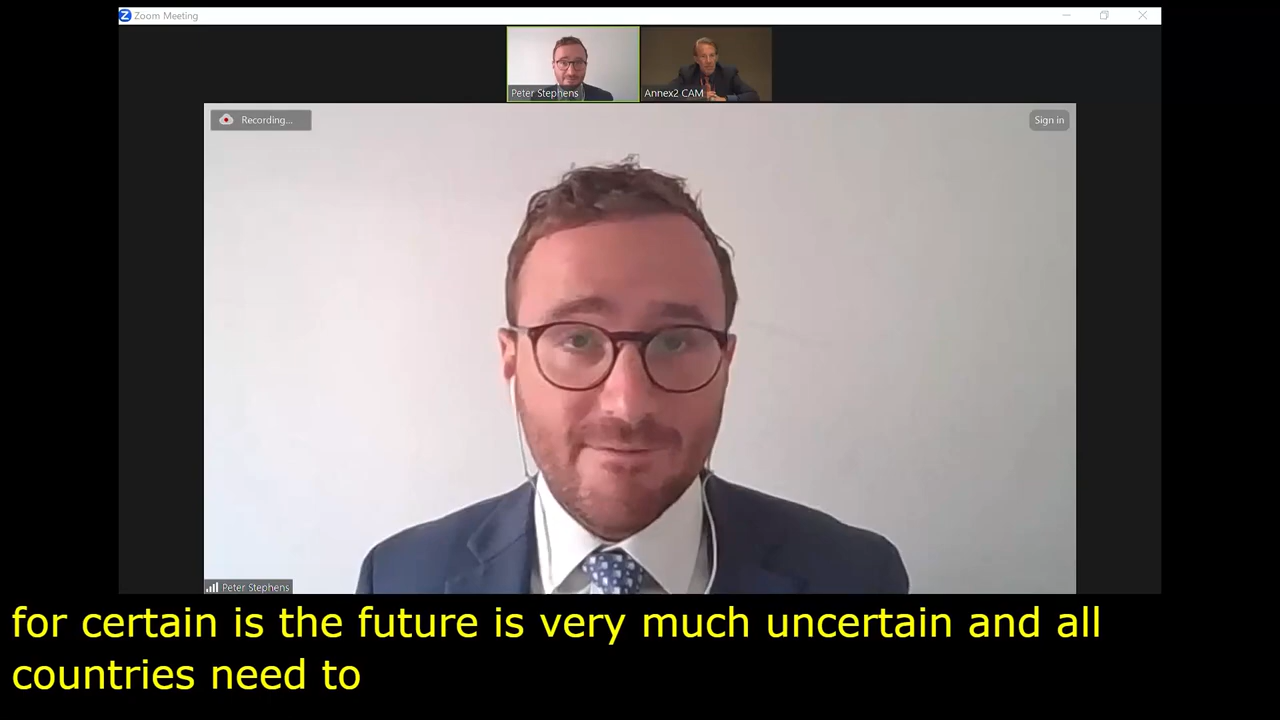 Zoom Meeting
Peter Stephens
Annex2 CAM
Recording...
Sign in
Peter Stephens
for certain is the future is very much uncertain and all
countries need to